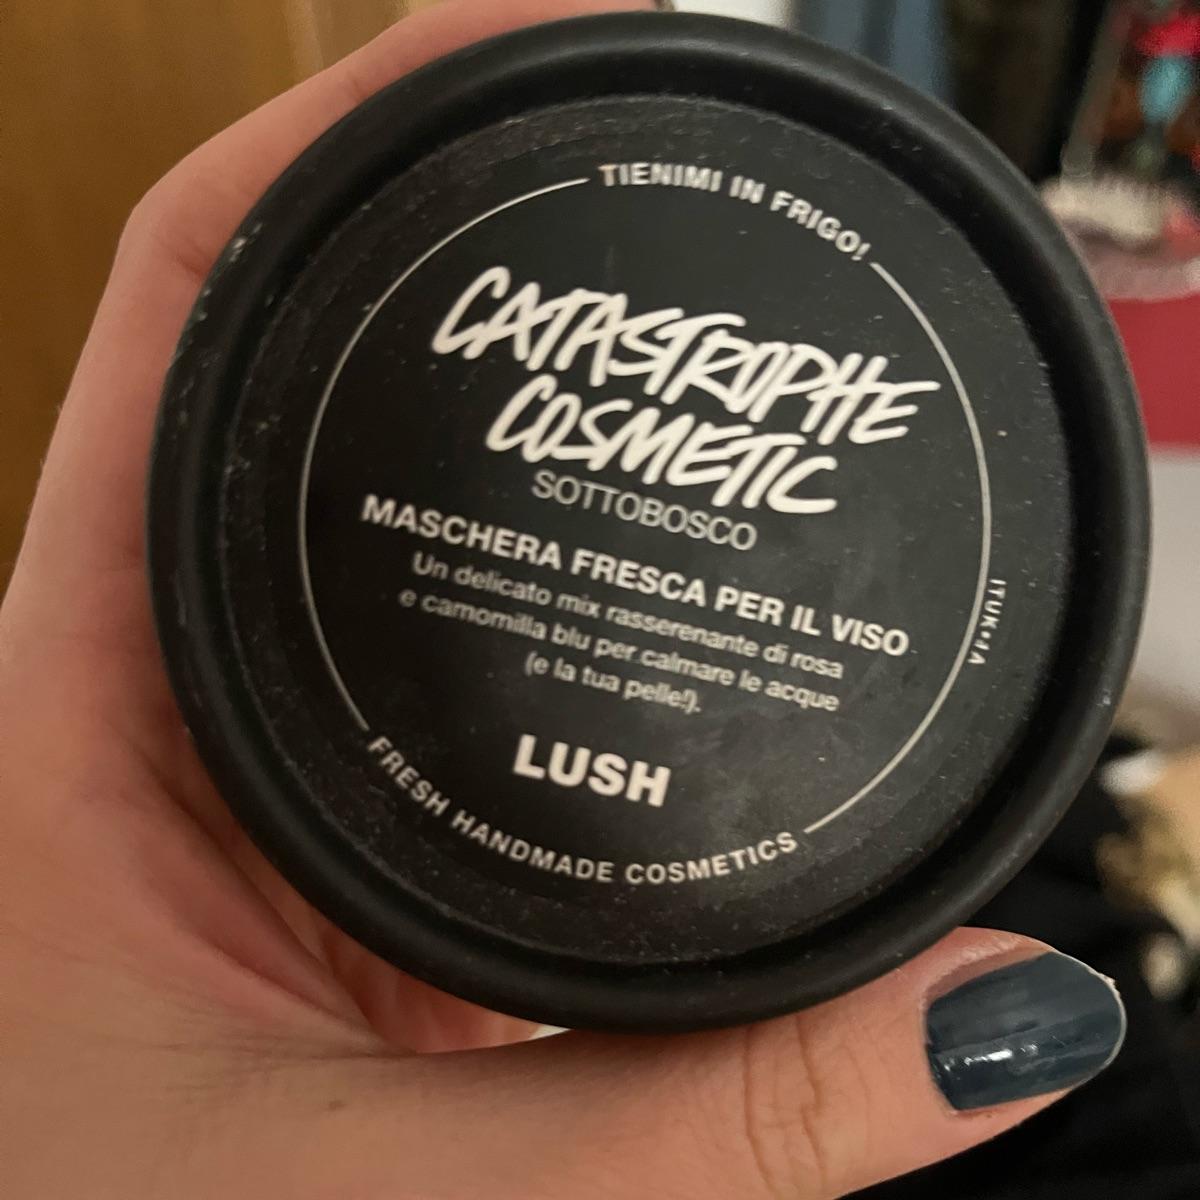 TIENIMI IN FRIGO!
CATASTROPHE
COSMETIC
SOTTOBOSCO
MASCHERA FRESCA PER IL VISO
Un delicato mix rasserenante di rosa
e camomilla blu per calmare le acque
(e la tua pelle!).
LUSH
FRESH HANDMADE COSMETICS